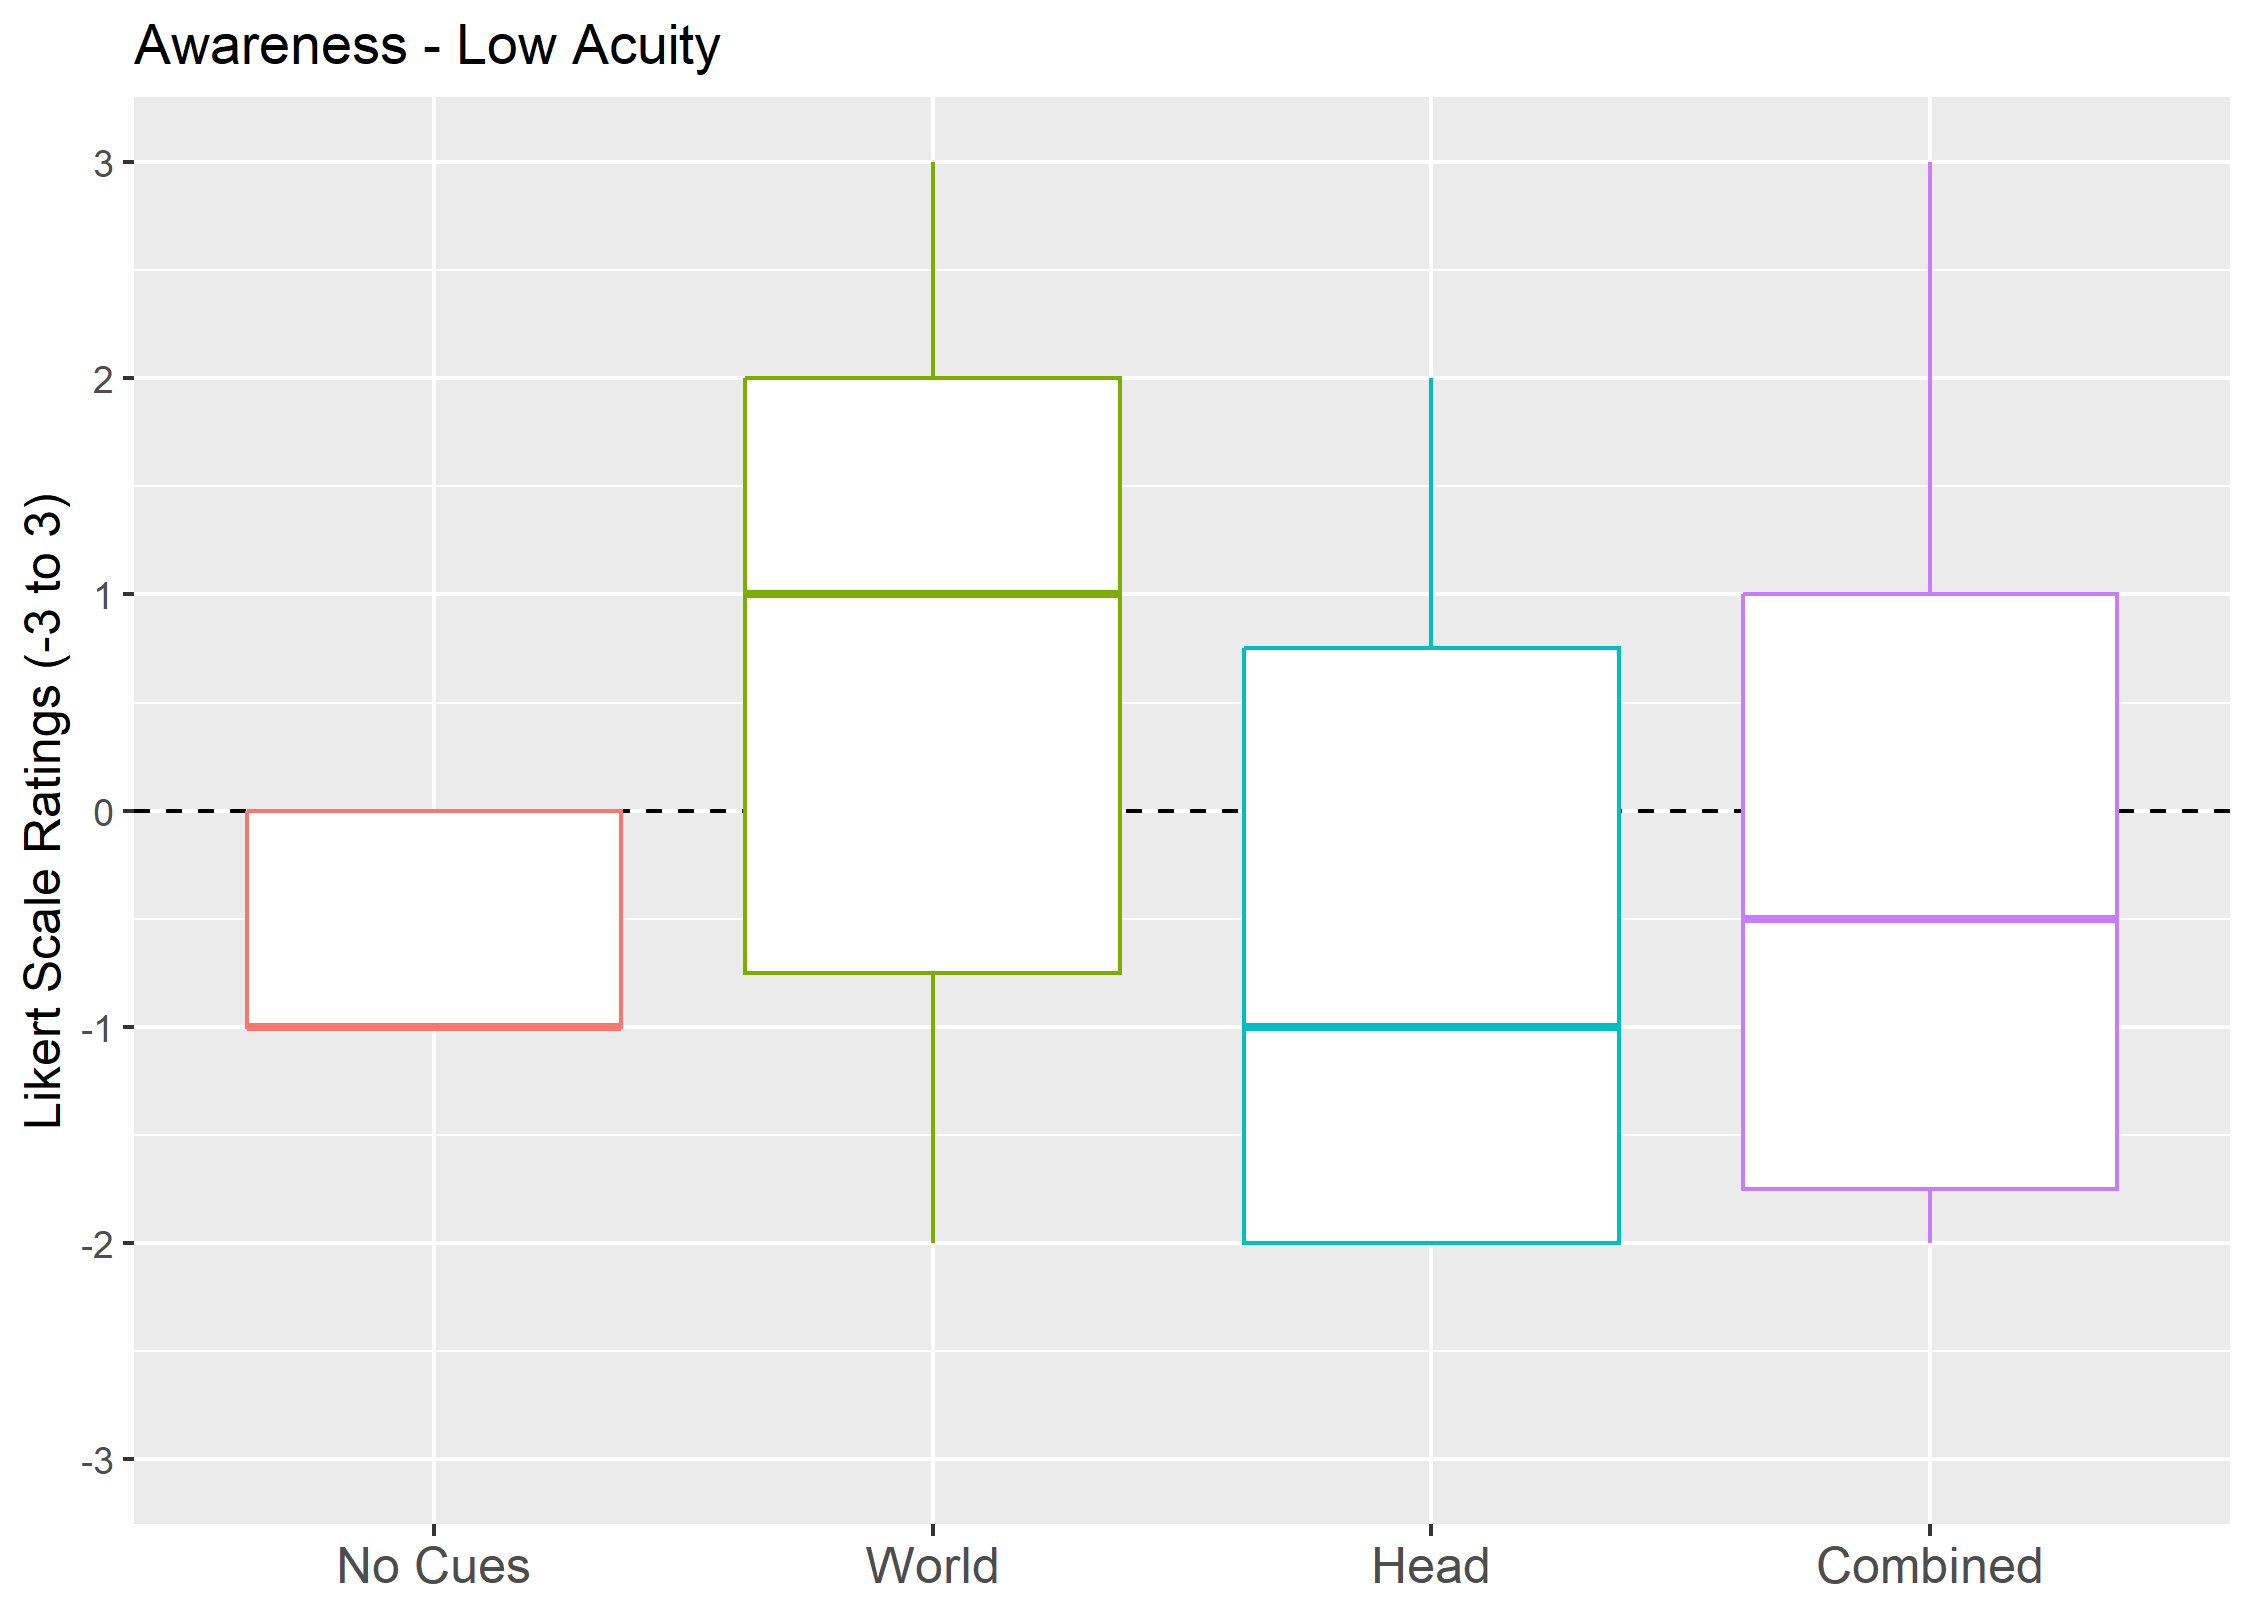 Awareness - Low Acuity
Likert Scale Ratings (-3 to 3)
3
2
1
0
-1
-2
-3
No Cues
World
Head
Combined